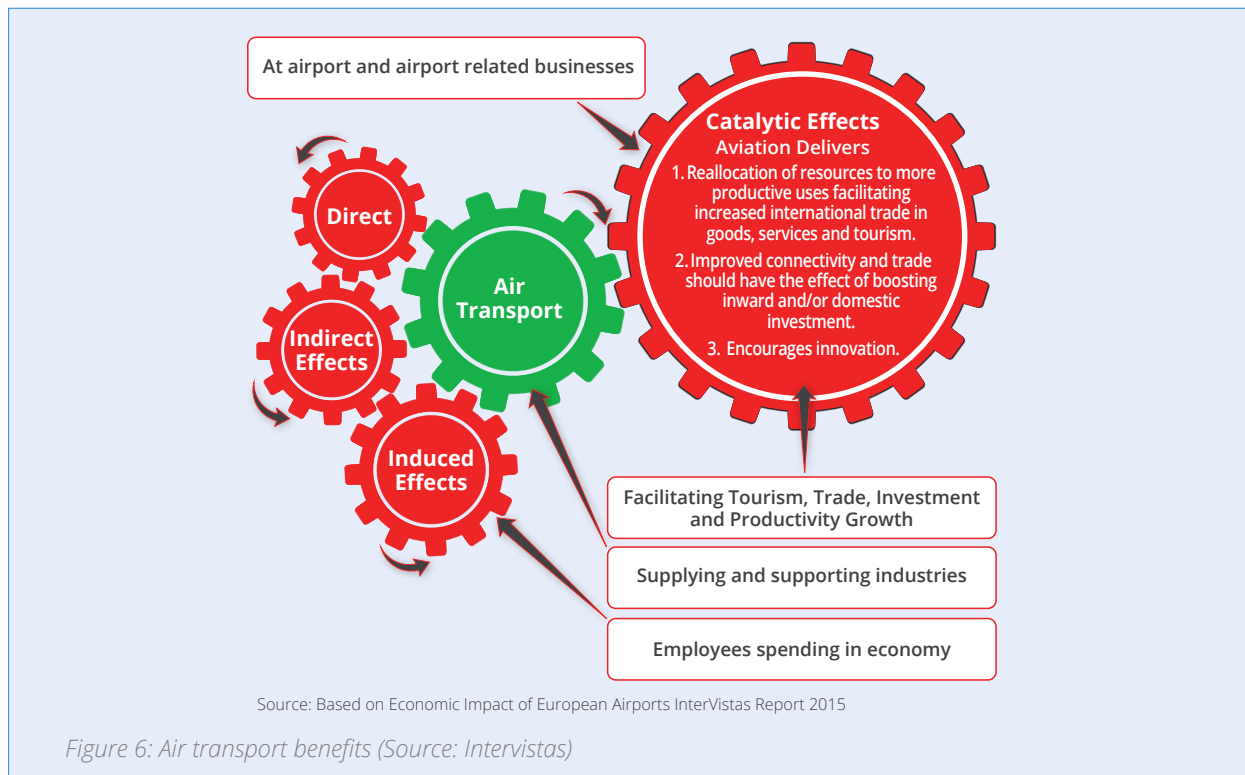 At airport and airport related businesses
Catalytic Effects
Aviation Delivers
1. Reallocation of resources to more
productive uses facilitating
increased international trade in
goods, services and tourism.
2. Improved connectivity and trade
should have the effect of boosting
inward and/or domestic
investment.
3. Encourages innovation.
Direct
Air
Transport
Indirect
Effects
Induced
Effects
Facilitating Tourism, Trade, Investment
and Productivity Growth
Supplying and supporting industries
Employees spending in economy
Source: Based on Economic Impact of European Airports InterVistas Report 2015
Figure 6: Air transport benefits (Source: Intervistas)